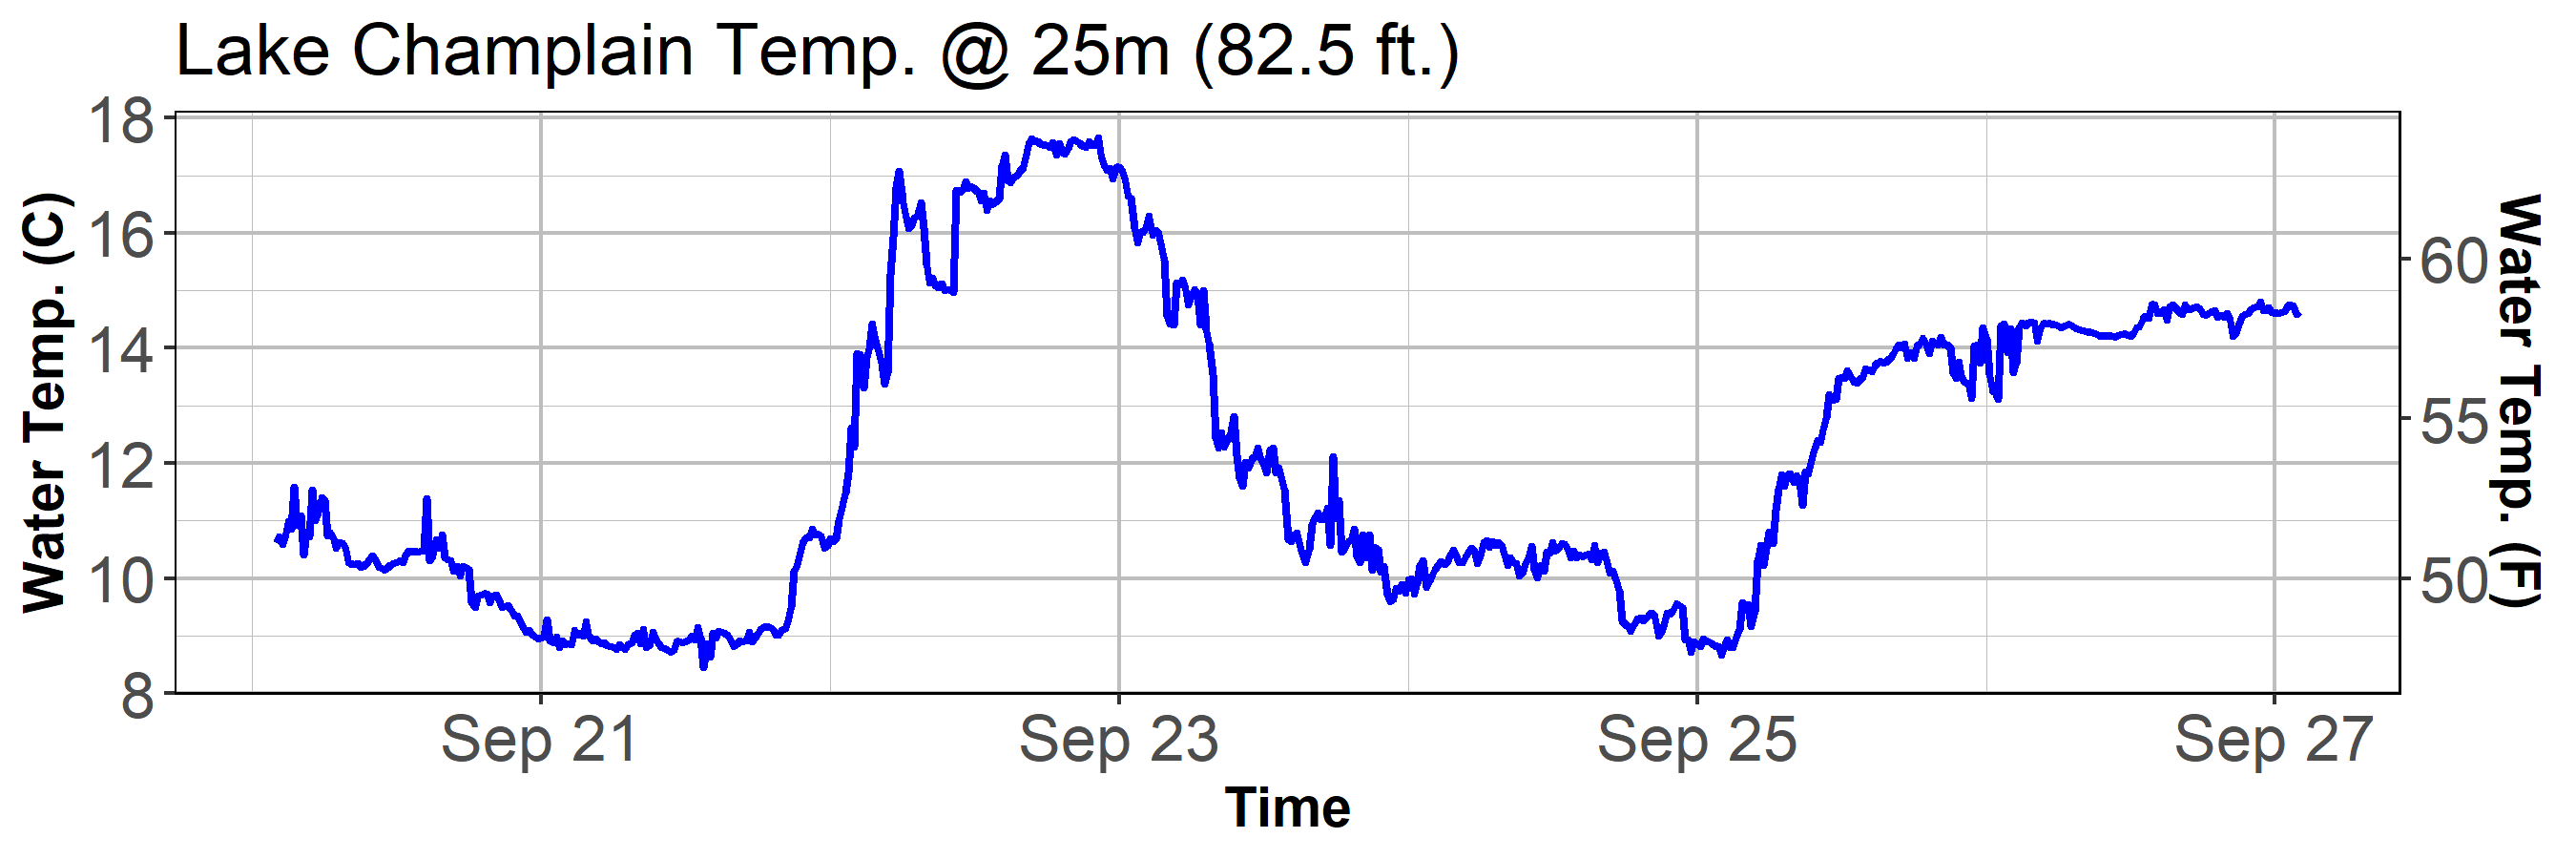 Lake Champlain Temp. @ 25m (82.5 ft.)
Water Temp. (C)
18
16
14
12
10
8
60
55
50
Water Temp. (F)
Sep 21 Sep 23 Sep 25 Sep 27
Time